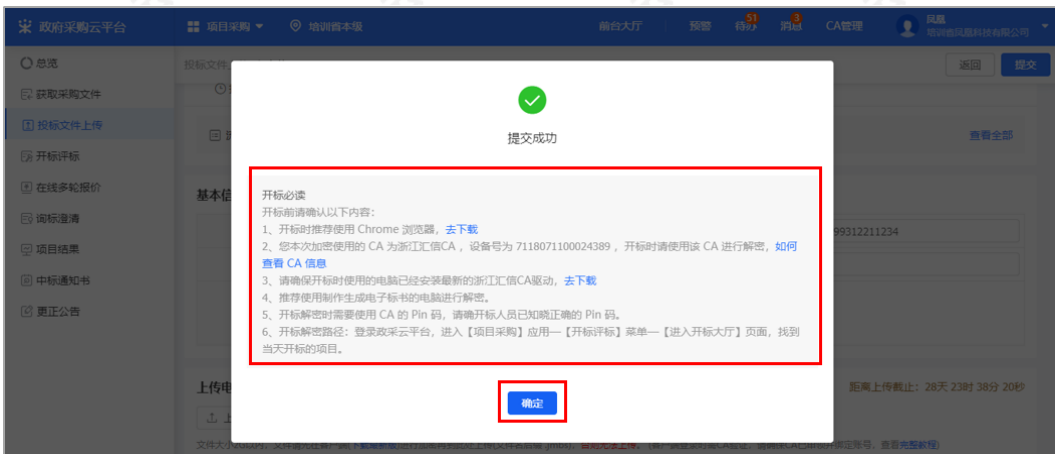 政府采购云平台
项目采购
培训省本级
前台大厅
预警
待办
51
消息
3
CA管理
凤凰
培训省凤凰科技有限公司
总览
获取采购文件
投标文件上传
开标评标
在线多轮报价
询标澄清
项目结果
中标通知书
更正公告
投标文件
返回
提交
查看全部
基本信
99312211234
提交成功
开标必读
开标前请确认以下内容：
1、开标时推荐使用 Chrome 浏览器，去下载
2、您本次加密使用的 CA 为浙江汇信CA ，设备号为 7118071100024389 ，开标时请使用该 CA 进行解密，如何
查看 CA 信息
3、请确保开标时使用的电脑已经安装最新的浙江汇信CA驱动，去下载
4、推荐使用制作生成电子标书的电脑进行解密。
5、开标解密时需要使用 CA 的 Pin 码，请确开标人员已知晓正确的 Pin 码。
6、开标解密路径：登录政采云平台，进入【项目采购】应用—【开标评标】菜单—【进入开标大厅】页面，找到
当天开标的项目。
确定
上传电
距离上传截止：28天 23时 38分 20秒
查看完整教程